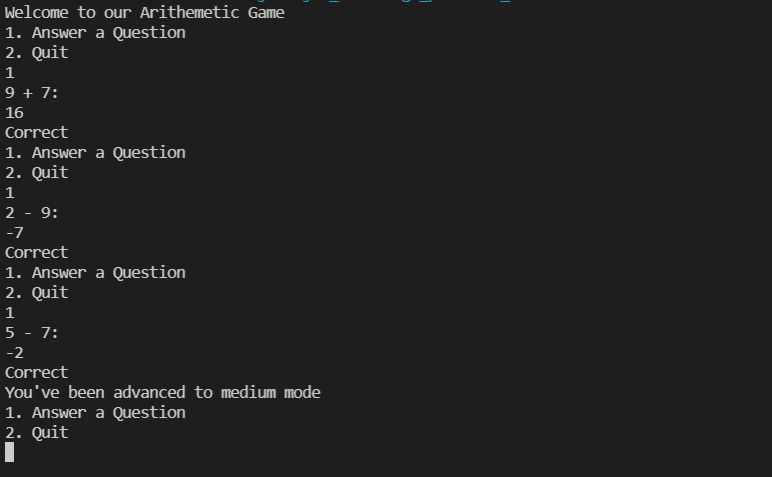 Welcome to our Arithemetic Game
1. Answer a Question
2. Quit
1
9 + 7:
16
Correct
1. Answer a Question
2. Quit
1
2 - 9:
-7
Correct
1. Answer a Question
2. Quit
1
5 - 7:
-2
Correct
You've been advanced to medium mode
1. Answer a Question
2. Quit